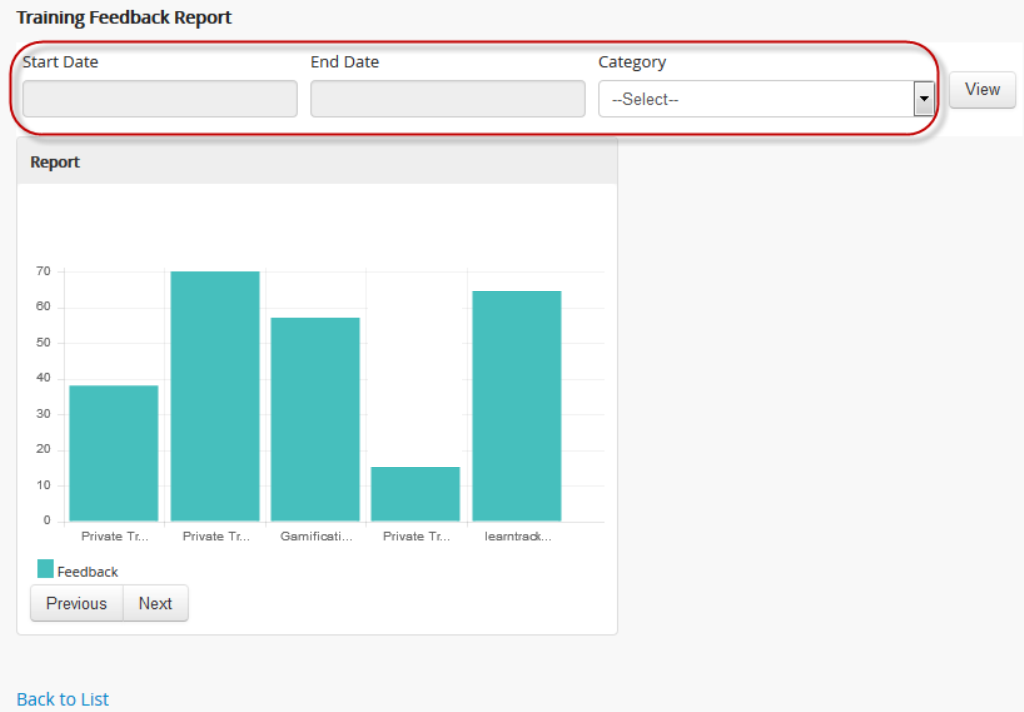 Training Feedback Report
Start Date End Date Category
--Select-- View
Report
70
60
50
40
30
20
10
0
Private Tr... Private Tr... Gamificati... Private Tr... learntrack...
Feedback
Previous Next
Back to List